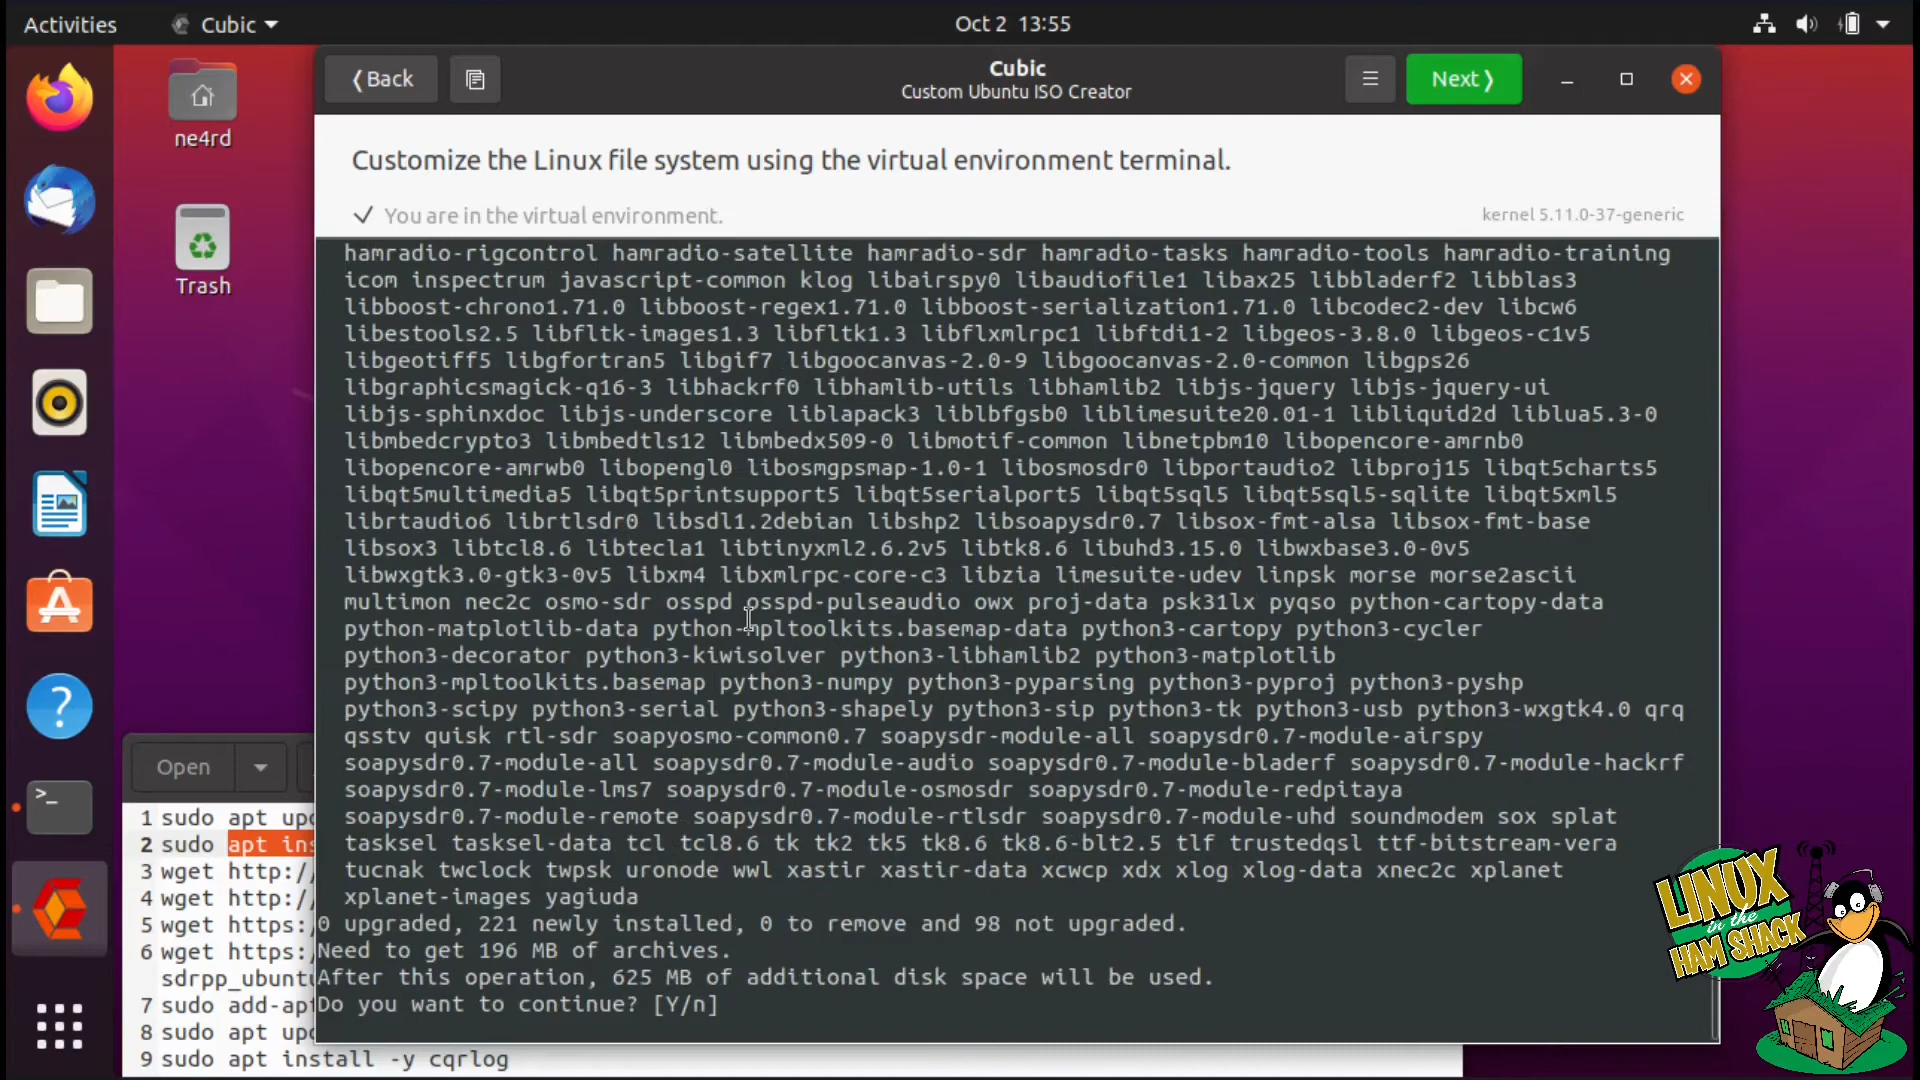 Activities
Cubic
Oct 2 13:55
Back
Cubic
Custom Ubuntu ISO Creator
Next
ne4rd
Trash
Customize the Linux file system using the virtual environment terminal.
You are in the virtual environment.
kernel 5.11.0-37-generic
hamradio-rigcontrol hamradio-satellite hamradio-sdr hamradio-tasks hamradio-tools hamradio-training
icom inspectrum javascript-common klog libairspy0 libaudiofile1 libax25 libbladerf2 libblas3
libboost-chrono1.71.0 libboost-regex1.71.0 libboost-serialization1.71.0 libcodec2-dev libcw6
libestools2.5 libfltk-images1.3 libfltk1.3 libflxmlrpc1 libftdi1-2 libgeos-3.8.0 libgeos-c1v5
libgeotiff5 libgfortran5 libgif7 libgoocanvas-2.0-9 libgoocanvas-2.0-common libgps26
libgraphicsmagick-q16-3 libhackrf0 libhamlib-utils libhamlib2 libjs-jquery libjs-jquery-ui
libjs-sphinxdoc libjs-underscore liblapack3 liblbfgsb0 liblimesuite20.01-1 libliquid2d liblua5.3-0
libmbedcrypto3 libmbedtls12 libmbedx509-0 libmotif-common libnetpbm10 libopencore-amrnb0
libopencore-amrwb0 libopengl0 libosmgpsmap-1.0-1 libosmosdr0 libportaudio2 libproj15 libqt5charts5
libqt5multimedia5 libqt5printsupport5 libqt5serialport5 libqt5sql5 libqt5sql5-sqlite libqt5xml5
librtaudio6 librtlsdr0 libsdl1.2debian libshp2 libsoapysdr0.7 libsox-fmt-alsa libsox-fmt-base
libsox3 libtcl8.6 libtecla1 libtinyxml2.6.2v5 libtk8.6 libuhd3.15.0 libwxbase3.0-0v5
libwxgtk3.0-gtk3-0v5 libxm4 libxmlrpc-core-c3 libzia limesuite-udev linpsk morse morse2ascii
multimon nec2c osmo-sdr osspd osspd-pulseaudio owx proj-data psk31lx pyqso python-cartopy-data
python-matplotlib-data python-mpltoolkits.basemap-data python3-cartopy python3-cycler
python3-decorator python3-kiwisolver python3-libhamlib2 python3-matplotlib
python3-mpltoolkits.basemap python3-numpy python3-pyparsing python3-pyproj python3-pyshp
python3-scipy python3-serial python3-shapely python3-sip python3-tk python3-usb python3-wxgtk4.0 qrq
qsstv quisk rtl-sdr soapyosmo-common0.7 soapysdr-module-all soapysdr0.7-module-airspy
soapysdr0.7-module-all soapysdr0.7-module-audio soapysdr0.7-module-bladerf soapysdr0.7-module-hackrf
soapysdr0.7-module-lms7 soapysdr0.7-module-osmosdr soapysdr0.7-module-redpitaya
soapysdr0.7-module-remote soapysdr0.7-module-rtlsdr soapysdr0.7-module-uhd soundmodem sox splat
tasksel tasksel-data tcl tcl8.6 tk tk2 tk5 tk8.6 tk8.6-blt2.5 tlf trustedqsl ttf-bitstream-vera
tucnak twclock twpsk uronode wwl xastir xastir-data xcwcp xdx xlog xlog-data xnec2c xplanet
xplanet-images yagiuda
0 upgraded, 221 newly installed, 0 to remove and 98 not upgraded.
Need to get 196 MB of archives.
After this operation, 625 MB of additional disk space will be used.
Do you want to continue? [Y/n]
Open
1 sudo apt upd
2 sudo apt ins
3 wget http://
4 wget http://
5 wget https:
6 wget https:
sdrpp_ubuntu
7 sudo add-apt
8 sudo apt upd
9 sudo apt install -y cqrlog
LINUX
in the
HAM SHACK